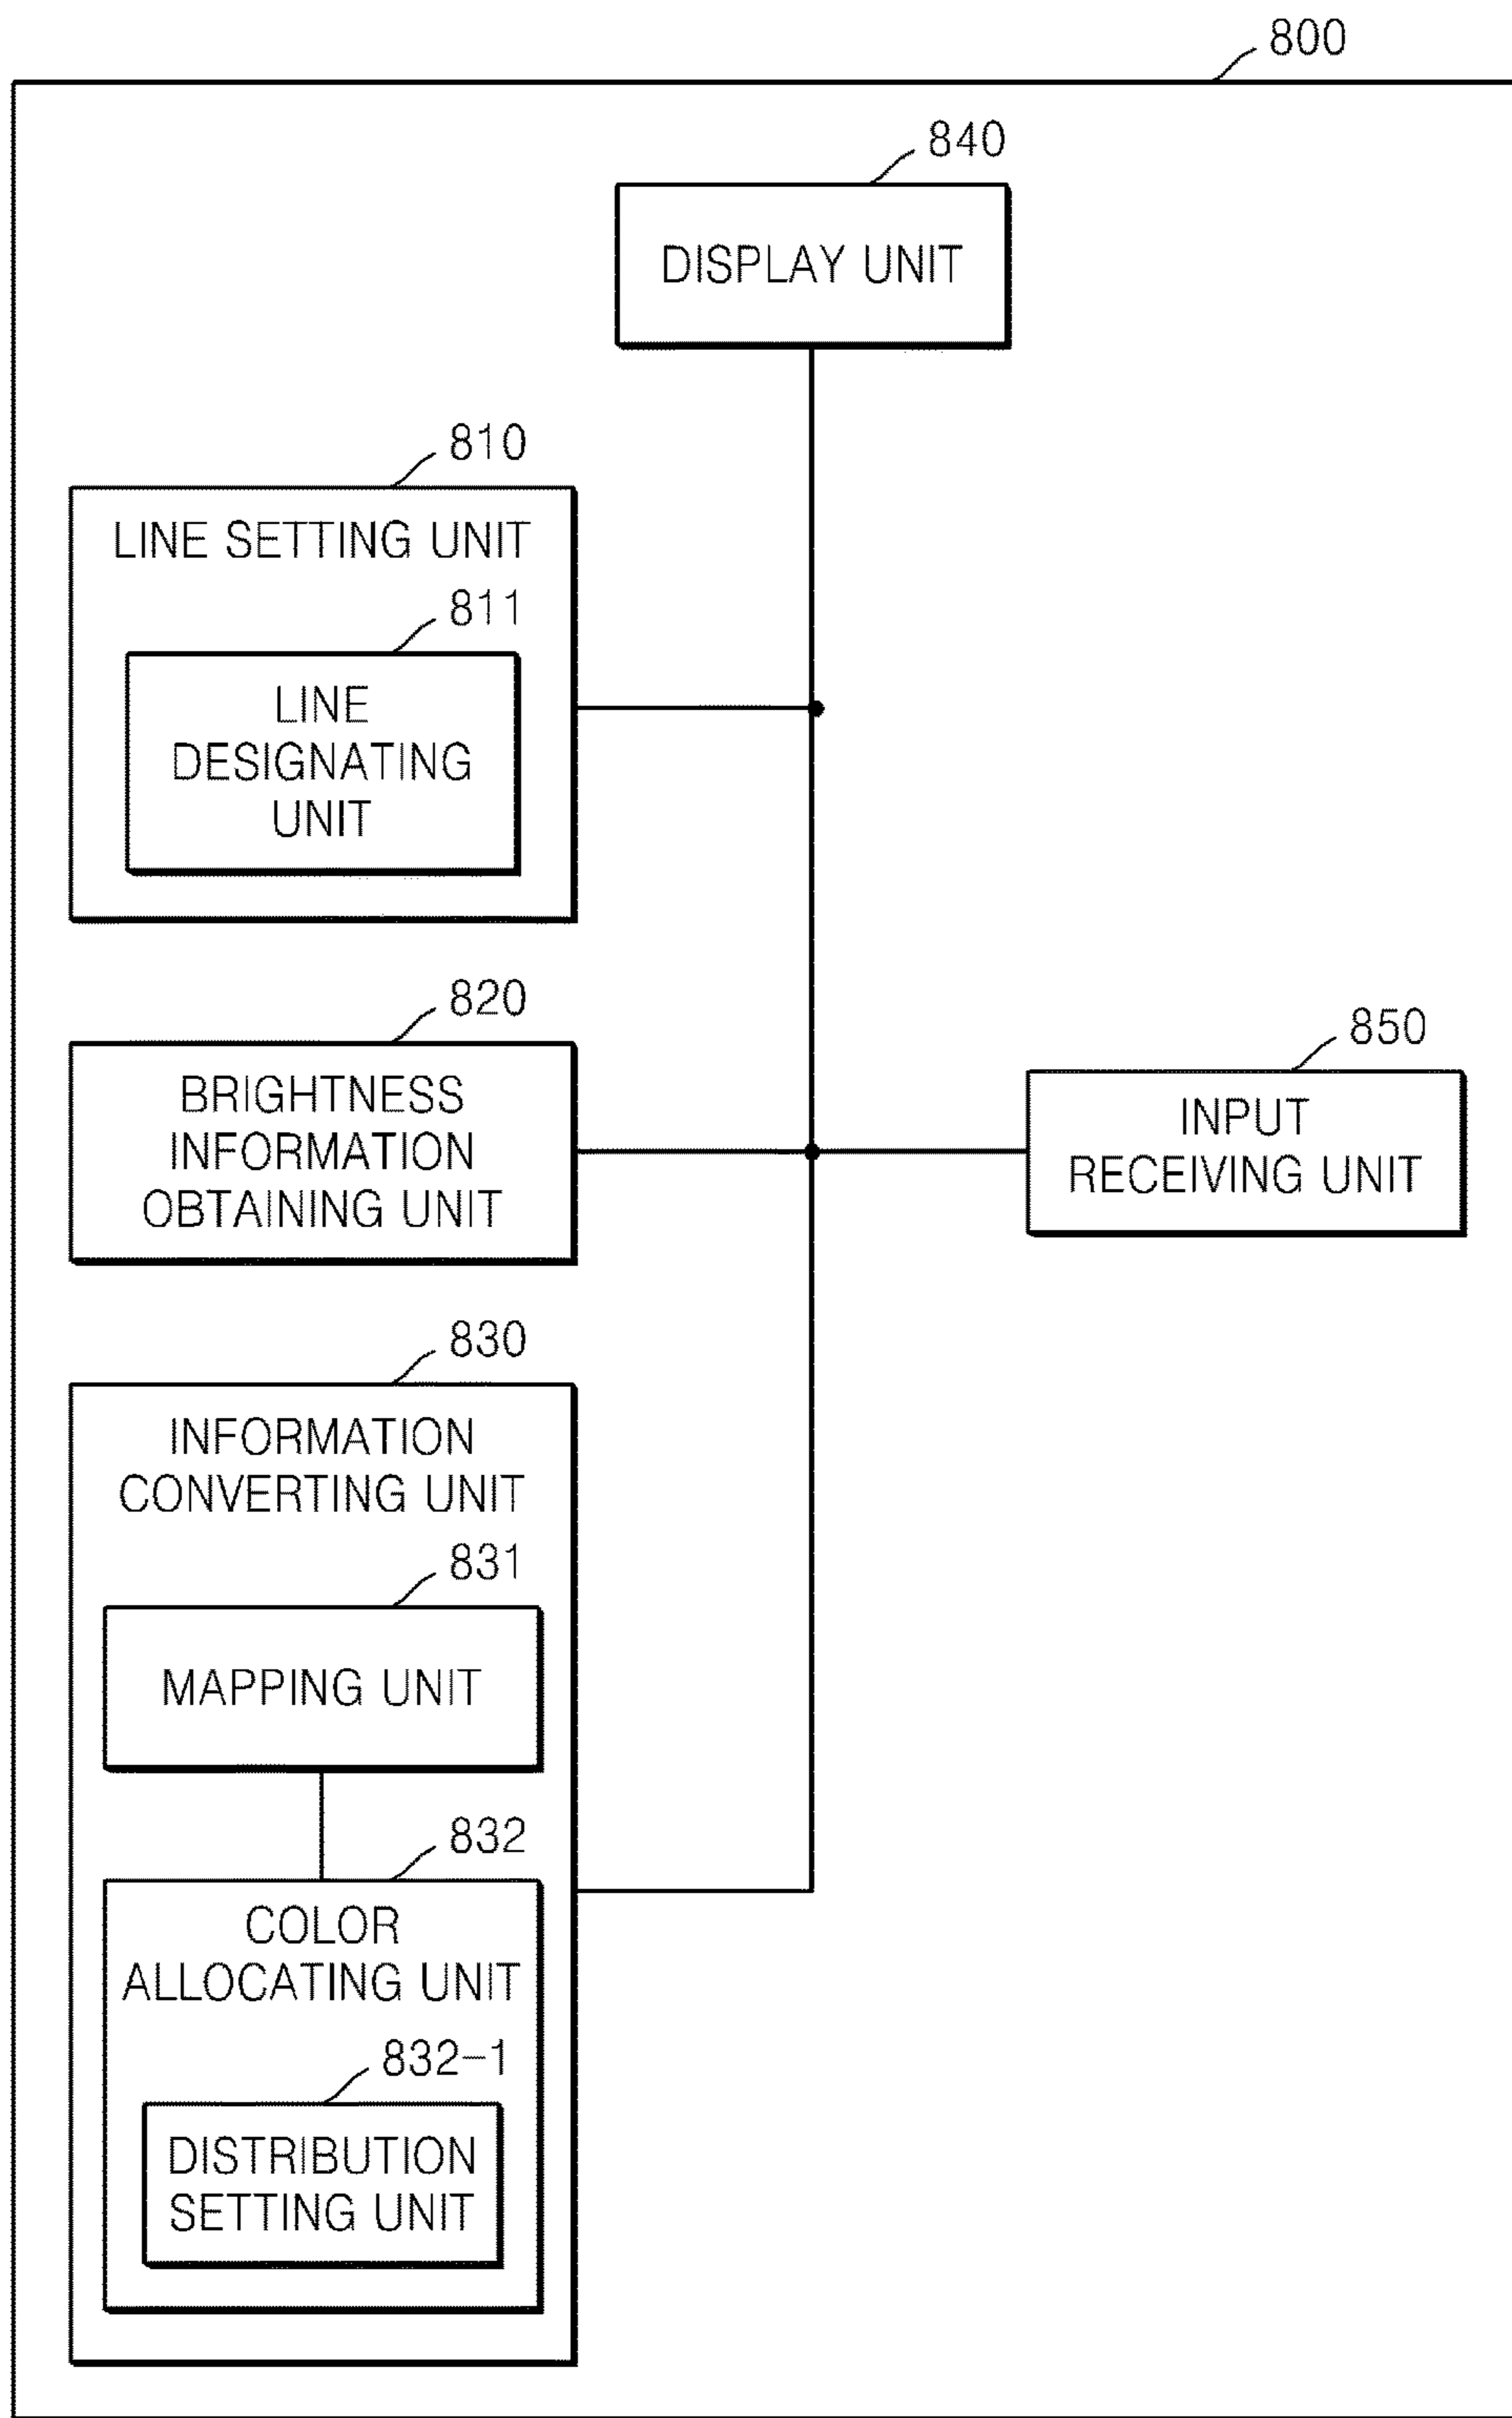 800
840
DISPLAY UNIT
810
LINE SETTING UNIT
811
LINE
DESIGNATING
UNIT
820
BRIGHTNESS
INFORMATION
OBTAINING UNIT
850
INPUT
RECEIVING UNIT
830
INFORMATION
CONVERTING UNIT
831
MAPPING UNIT
832
COLOR
ALLOCATING UNIT
832-1
DISTRIBUTION
SETTING UNIT